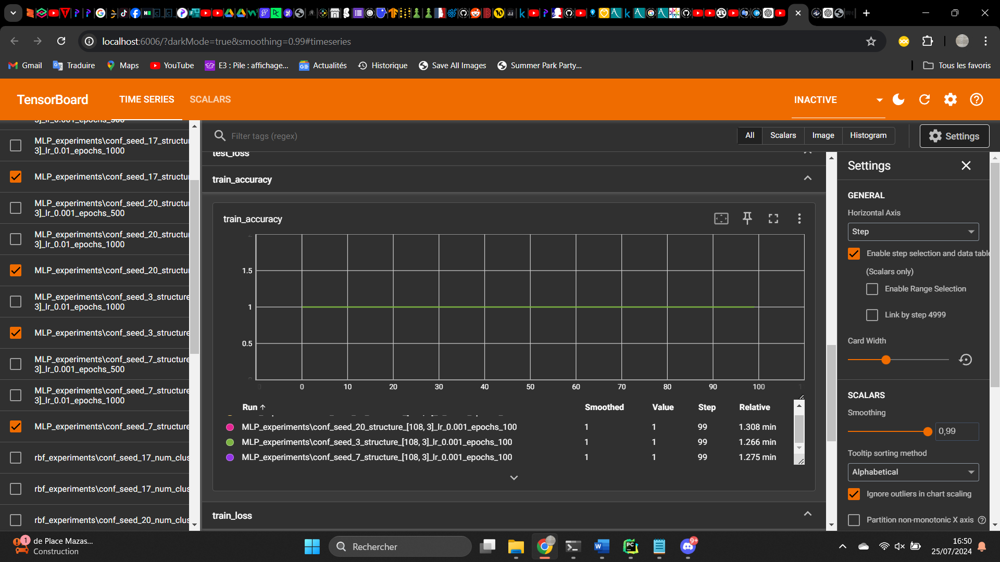 localhost:6006/?darkMode=true&smoothing=0.99#timeseries
Gmail
Traduire
Maps
YouTube
E3 : Pile : affichage...
Actualités
Historique
Save All Images
Summer Park Party...
Tous les favoris
TensorBoard
TIME SERIES
SCALARS
INACTIVE
3]_lr_0.001_epochs_500
MLP_experiments\conf_seed_17_structu
3]_lr_0.01_epochs_1000
MLP_experiments\conf_seed_17_structu
MLP_experiments\conf_seed_20_structu
3]_lr_0.001_epochs_500
MLP_experiments\conf_seed_20_structu
3]_lr_0.01_epochs_1000
MLP_experiments\conf_seed_20_structu
MLP_experiments\conf_seed_3_structure
3]_lr_0.01_epochs_1000
MLP_experiments\conf_seed_3_structure
MLP_experiments\conf_seed_7_structure
3]_lr_0.001_epochs_500
MLP_experiments\conf_seed_7_structure
3]_lr_0.01_epochs_1000
MLP_experiments\conf_seed_7_structure
rbf_experiments\conf_seed_17_num_clus
rbf_experiments\conf_seed_17_num_clus
rbf_experiments\conf_seed_20_num_clus
Filter tags (regex)
All
Scalars
Image
Histogram
Settings
test_loss
train_accuracy
train_accuracy
2
1.5
1
0.5
0
0 10 20 30 40 50 60 70 80 90 100
Run Smoothed Value Step Relative
MLP_experiments\conf_seed_20_structure_[108, 3]_lr_0.001_epochs_100 1 1 99 1.308 min
MLP_experiments\conf_seed_3_structure_[108, 3]_lr_0.001_epochs_100 1 1 99 1.266 min
MLP_experiments\conf_seed_7_structure_[108, 3]_lr_0.001_epochs_100 1 1 99 1.275 min
train_loss
Settings
GENERAL
Horizontal Axis
Step
Enable step selection and data table
(Scalars only)
Enable Range Selection
Link by step 4999
Card Width
SCALARS
Smoothing
0,99
Tooltip sorting method
Alphabetical
Ignore outliers in chart scaling
Partition non-monotonic X axis
1
de Place Mazas...
Construction
Rechercher
9+
16:50
25/07/2024